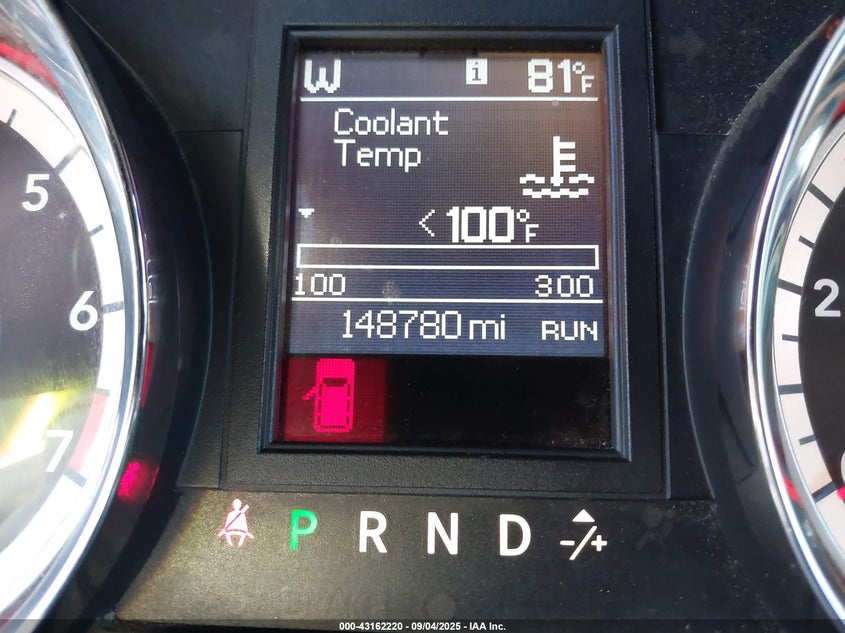 W i 81°F
Coolant
Temp
<100°F
100 300
148780 mi RUN
5
6
7
2
P R N D -/+
000-43162220 - 09/04/2025 - IAA Inc.